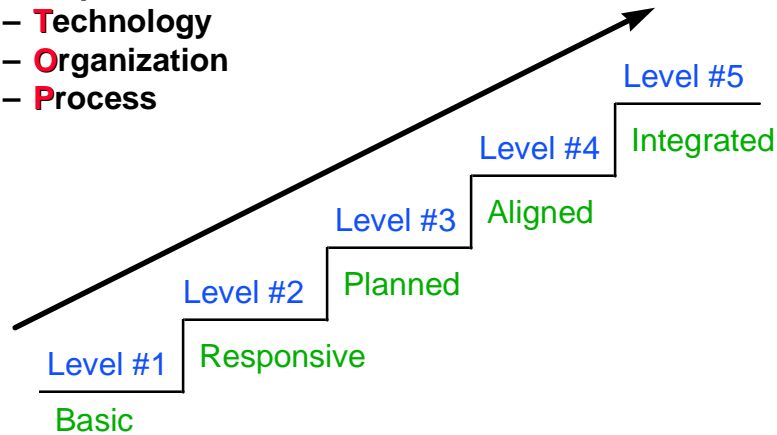 – Technology
– Organization
– Process
Level #5
Integrated
Level #4
Aligned
Level #3
Planned
Level #2
Responsive
Level #1
Basic